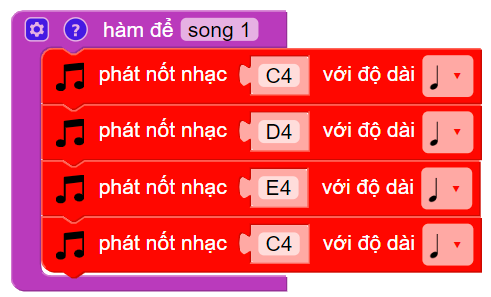 ? hàm để song 1
phát nốt nhạc C4 với độ dài
phát nốt nhạc D4 với độ dài
phát nốt nhạc E4 với độ dài
phát nốt nhạc C4 với độ dài